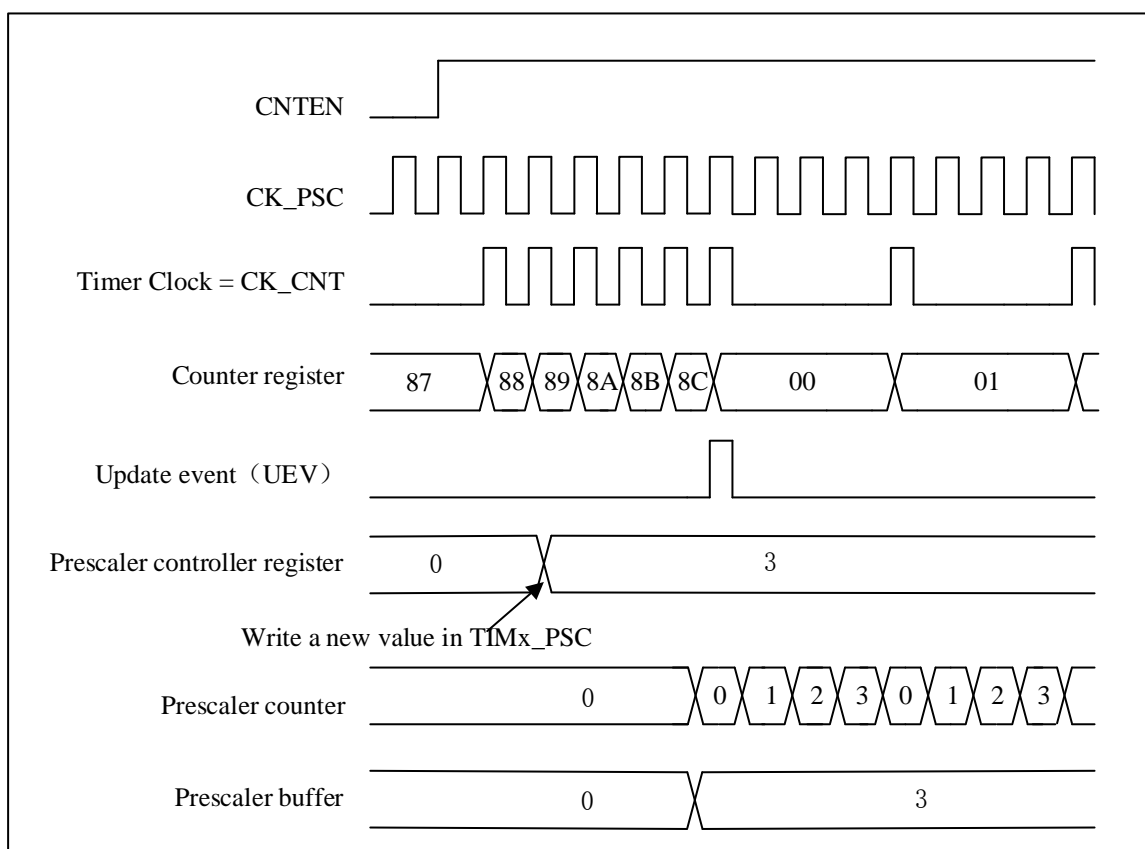 CNTEN
CK_PSC
Timer Clock = CK_CNT
Counter register
87 88 89 8A 8B 8C 00 01
Update event（UEV）
Prescaler controller register
0 3
Write a new value in TIMx_PSC
Prescaler counter
0 0 1 2 3 0 1 2 3
Prescaler buffer
0 3